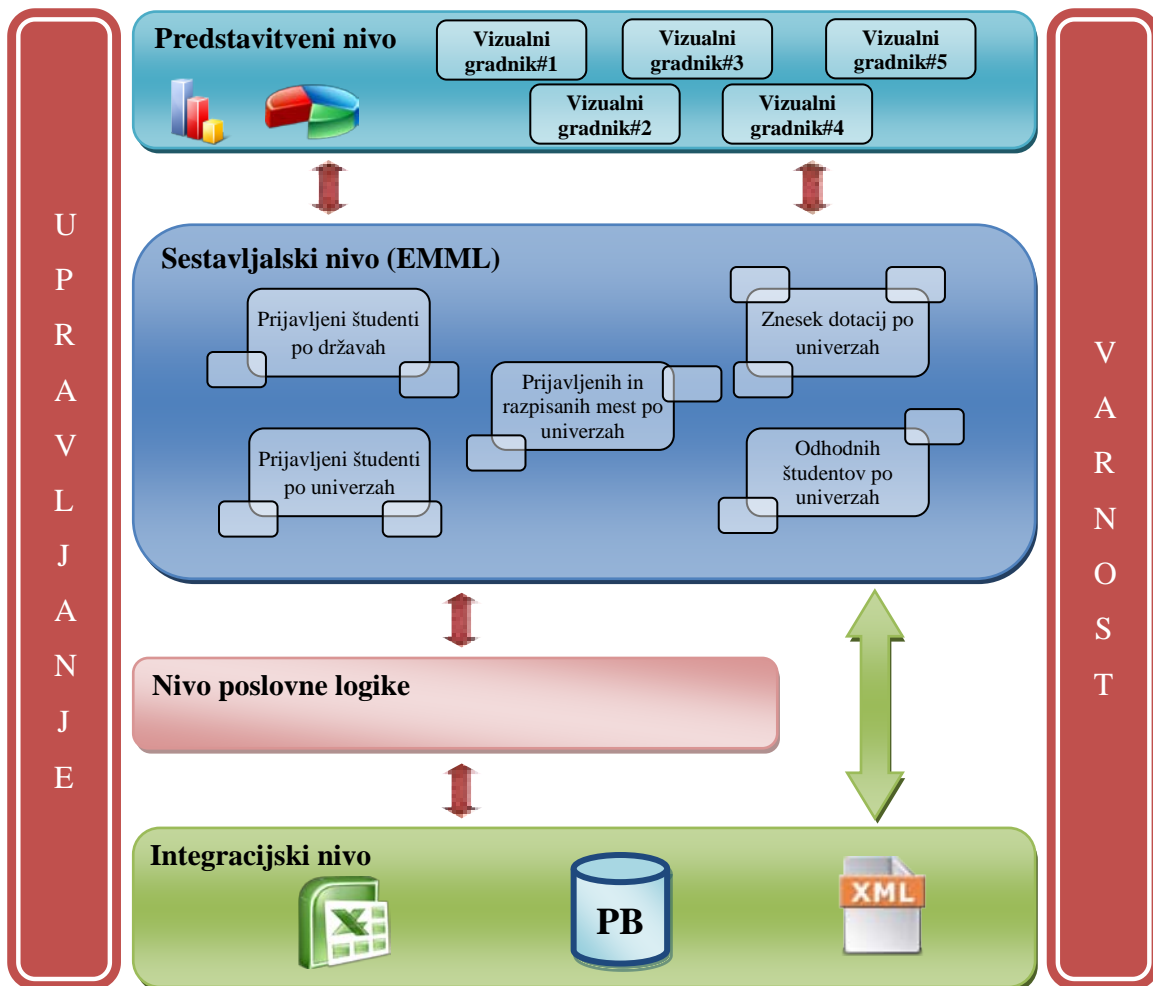 Predstavitveni nivo
Vizualni
gradnik#1
Vizualni
gradnik#3
Vizualni
gradnik#5
Vizualni
gradnik#2
Vizualni
gradnik#4
UPRAVLJANJE
Sestavljalski nivo (EMML)
Prijavljeni študenti
po državah
Znesek dotacij po
univerzah
Prijavljenih in
razpisanih mest po
univerzah
Prijavljeni študenti
po univerzah
Odhodnih
študentov po
univerzah
VARNOST
Nivo poslovne logike
Integracijski nivo
PB
XML